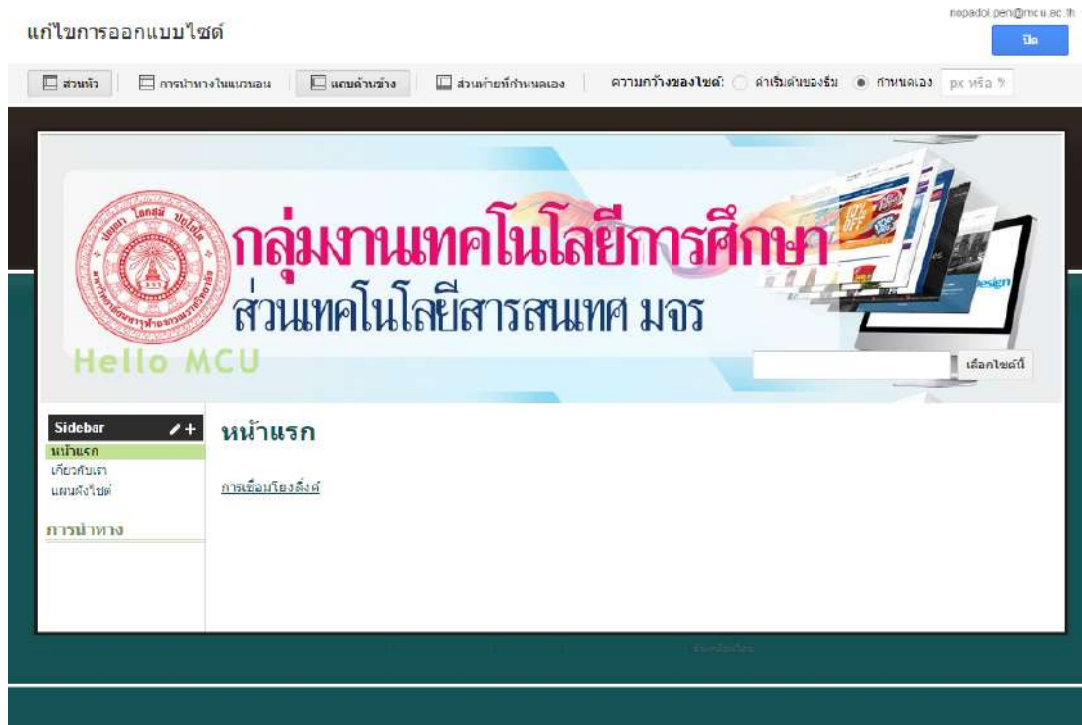 nopadol.pen@mcu.ac.th
แก้ไขการออกแบบไซต์
ปิด
ส่วนหัว การนำทางในแนวนอน แถบด้านข้าง ส่วนท้ายที่กำหนดเอง ความกว้างของไซต์: ค่าเริ่มต้นของธีม กำหนดเอง px หรือ %
กลุ่มงานเทคโนโลยีการศึกษา
ส่วนเทคโนโลยีสารสนเทศ มจร
Hello MCU
เลือกไซต์นี้
Sidebar
หน้าแรก
เกี่ยวกับเรา
แผนผังไซต์
การนำทาง
หน้าแรก
การเชื่อมโยงลิ่งค์